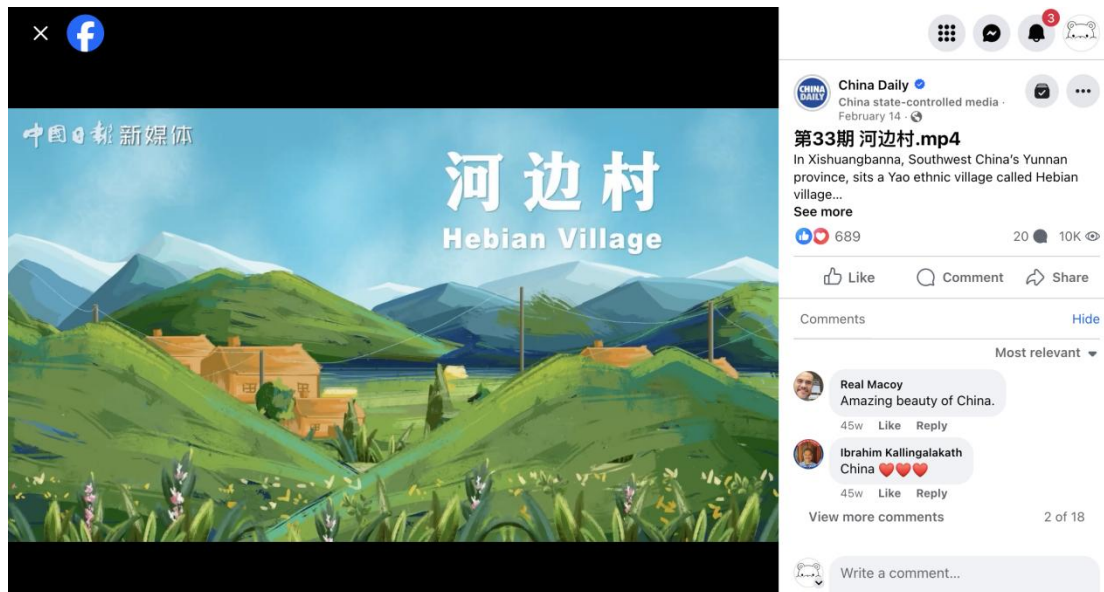 中国日报 新媒体
河边村
Hebian Village
3
CHINA DAILY
China Daily
China state-controlled media ·
February 14 ·
第33期 河边村.mp4
In Xishuangbanna, Southwest China's Yunnan
province, sits a Yao ethnic village called Hebian
village...
See more
689
20
10K
Like
Comment
Share
Comments
Hide
Most relevant
Real Macoy
Amazing beauty of China.
45w Like Reply
Ibrahim Kallingalakath
China ❤️❤️❤️
45w Like Reply
View more comments
2 of 18
Write a comment...